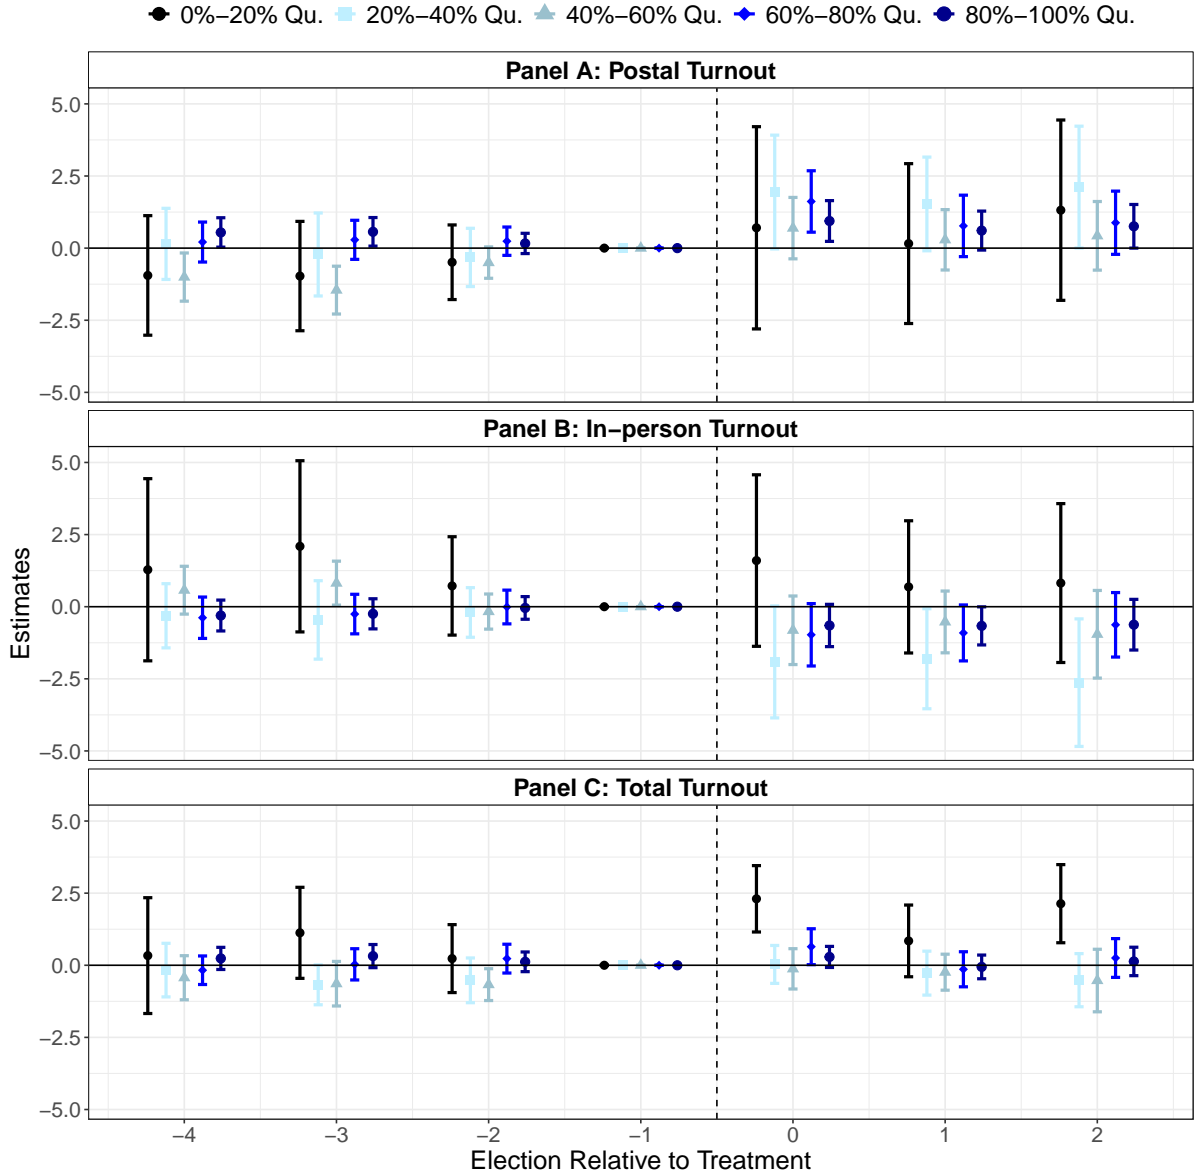 0%−20% Qu. 20%−40% Qu. 40%−60% Qu. 60%−80% Qu. 80%−100% Qu.
Panel A: Postal Turnout
5.0
2.5
0.0
−2.5
−5.0
Panel B: In−person Turnout
5.0
2.5
0.0
−2.5
−5.0
Estimates
Panel C: Total Turnout
5.0
2.5
0.0
−2.5
−5.0
−4 −3 −2 −1 0 1 2
Election Relative to Treatment